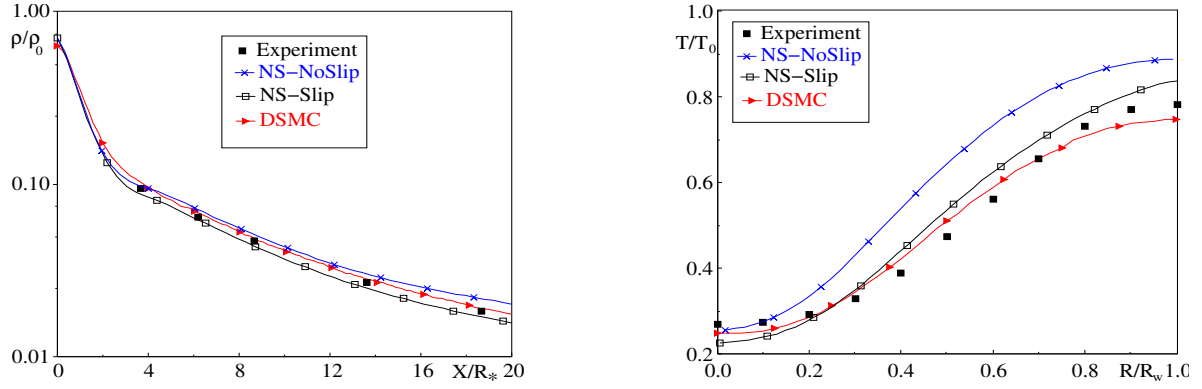 1.00
ρ/ρ0
0.10
0.01
Experiment
NS−NoSlip
NS−Slip
DSMC
0 4 8 12 16 X/R* 20
1.0
T/T0
0.8
0.6
0.4
0.2
Experiment
NS−NoSlip
NS−Slip
DSMC
0.0 0.2 0.4 0.6 0.8 R/Rw 1.0